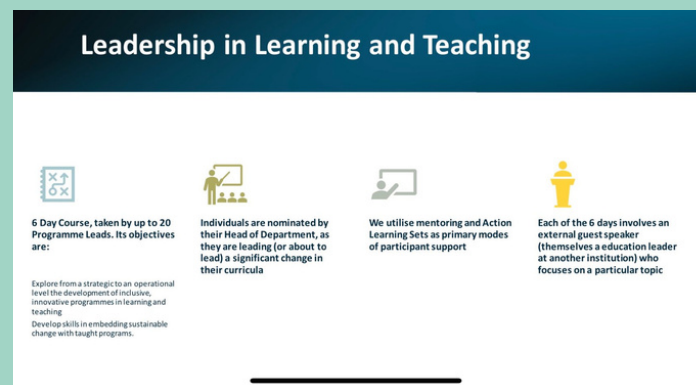 Leadership in Learning and Teaching
6 Day Course, taken by up to 20
Programme Leads. Its objectives
are:
Explore from a strategic to an operational
level the development of inclusive,
innovative programmes in learning and
teaching
Develop skills in embedding sustainable
change with taught programs.
Individuals are nominated by
their Head of Department, as
they are leading (or about to
lead) a significant change in
their curricula
We utilise mentoring and Action
Learning Sets as primary modes
of participant support
Each of the 6 days involves an
external guest speaker
(themselves a education leader
at another institution) who
focuses on a particular topic